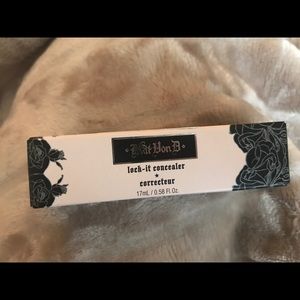 Kat Von D
lock-it concealer
correcteur
17mL / 0.58 Fl. Oz.